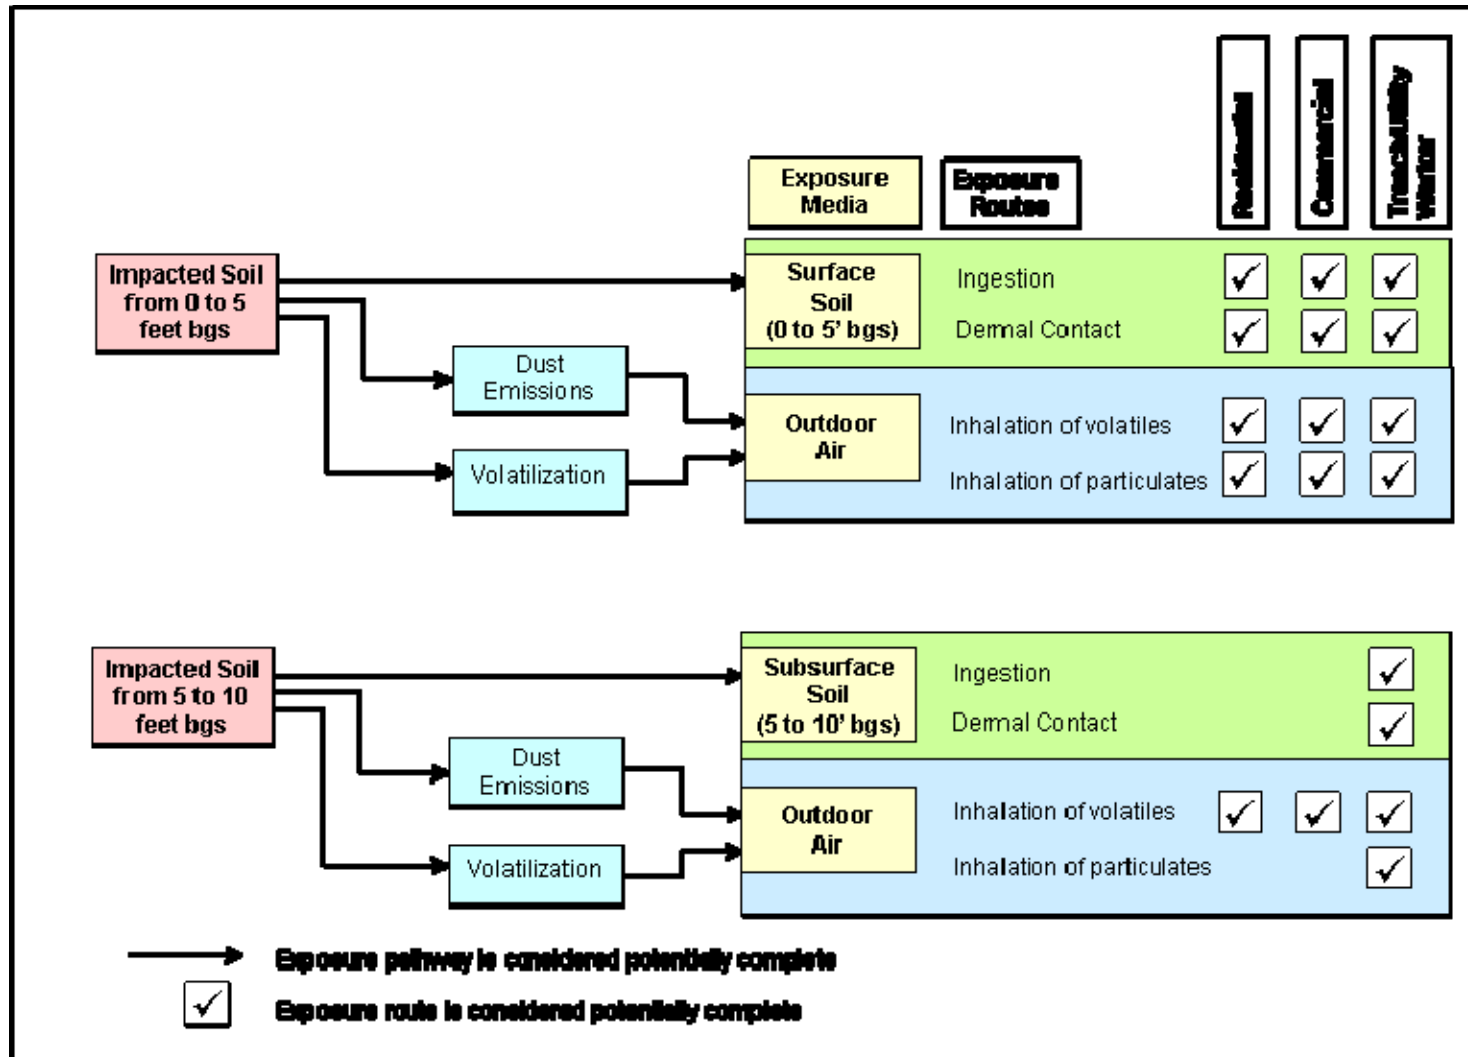 Residential
Commercial
Trench/Utility
Worker
Exposure
Media
Exposure
Routes
Impacted Soil
from 0 to 5
feet bgs
Surface
Soil
(0 to 5' bgs)
Ingestion
Dermal Contact
Dust
Emissions
Outdoor
Air
Inhalation of volatiles
Volatilization
Inhalation of particulates
Impacted Soil
from 5 to 10
feet bgs
Subsurface
Soil
(5 to 10' bgs)
Ingestion
Dermal Contact
Dust
Emissions
Outdoor
Air
Inhalation of volatiles
Volatilization
Inhalation of particulates
Exposure pathway is considered potentially complete
Exposure route is considered potentially complete